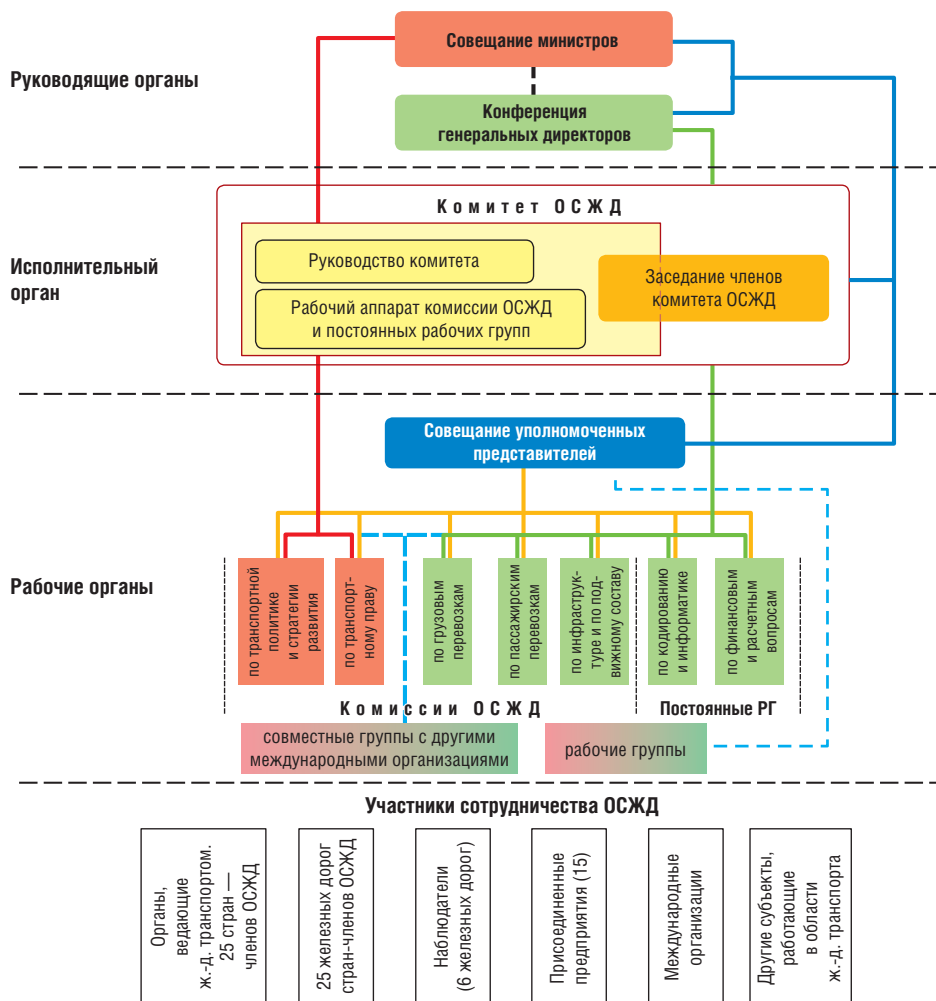 Совещание министров
Руководящие органы
Конференция
генеральных директоров
Комитет ОСЖД
Исполнительный
орган
Руководство комитета
Рабочий аппарат комиссии ОСЖД
и постоянных рабочих групп
Заседание членов
комитета ОСЖД
Совещание уполномоченных
представителей
Рабочие органы
по транспортной
политике
и стратегии
развития
по транспорт-
ному праву
по грузовым
перевозкам
по пассажирским
перевозкам
по инфраструк-
туре и по под-
вижному составу
по кодированию
и информатике
по финансовым
и расчетным
вопросам
Комиссии ОСЖД
Постоянные РГ
совместные группы с другими
международными организациями
рабочие группы
Участники сотрудничества ОСЖД
Органы,
ведающие
ж.-д. транспортом.
25 стран —
членов ОСЖД
25 железных дорог
стран-членов ОСЖД
Наблюдатели
(6 железных дорог)
Присоединенные
предприятия (15)
Международные
организации
Другие субъекты,
работающие
в области
ж.-д. транспорта